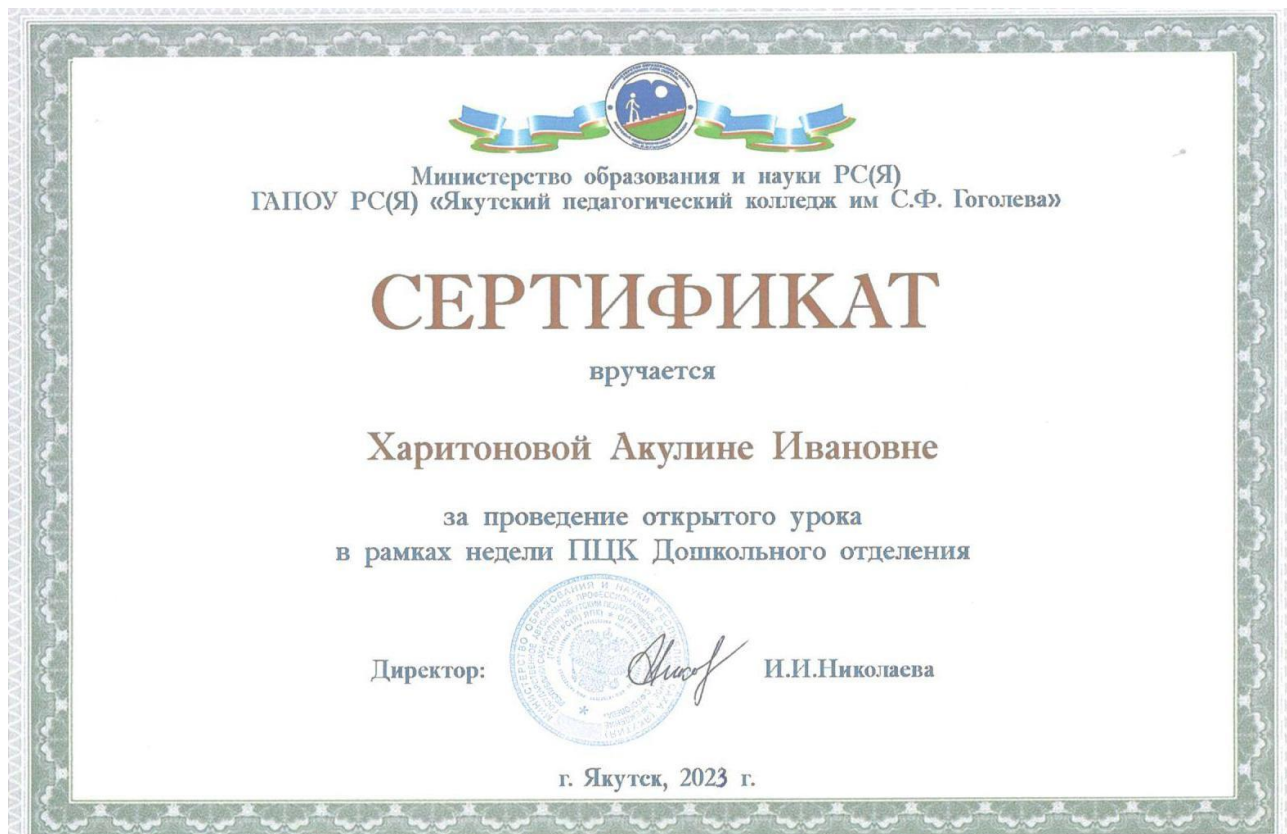 Министерство образования и науки РС(Я)
ГАПОУ РС(Я) «Якутский педагогический колледж им С.Ф. Гоголева»
СЕРТИФИКАТ
вручается
Харитоновой Акулине Ивановне
за проведение открытого урока
в рамках недели ПЦК Дошкольного отделения
Директор:
И.И.Николаева
г. Якутск, 2023 г.